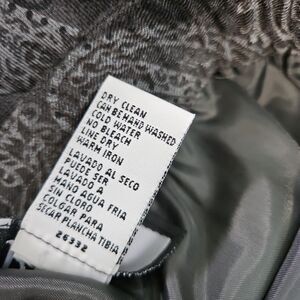 DRY CLEAN
CAN BE HAND WASHED
COLD WATER
NO BLEACH
LINE DRY
WARM IRON
LAVADO AL SECO
PUEDE SER
LAVADO A
MANO AGUA FRIA
SIN CLORO
COLGAR PARA
SECAR PLANCHA TIBIA
26332